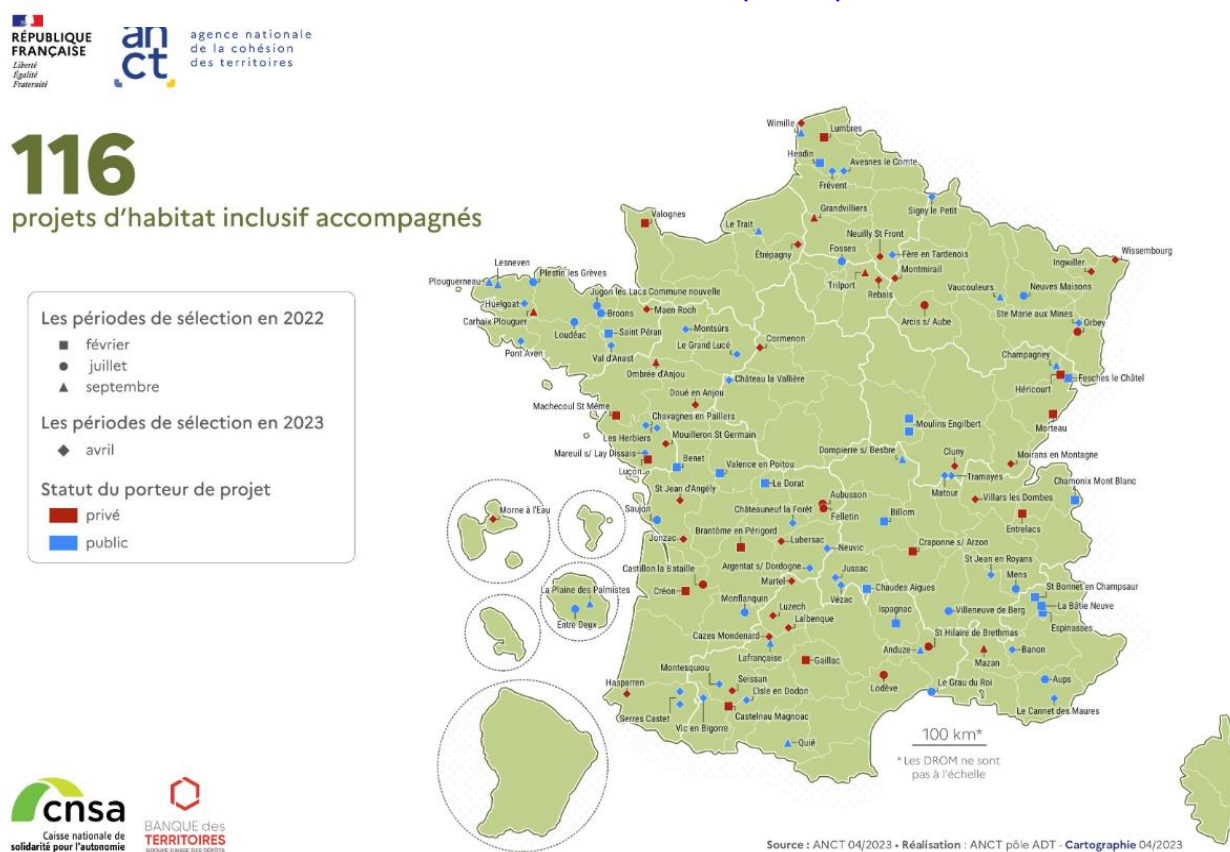 RÉPUBLIQUE
FRANÇAISE
Liberté
Égalité
Fraternité
anct
agence nationale
de la cohésion
des territoires
116
projets d'habitat inclusif accompagnés
Les périodes de sélection en 2022
février
juillet
septembre
Les périodes de sélection en 2023
avril
Statut du porteur de projet
privé
public
Wimille
Lumbres
Hesdin
Avesnes le Comte
Frévent
Signy le Petit
Valognes
Grandvilliers
Le Trait
Neuilly St Front
Étrépagny
Fosses
Fère en Tardenois
Montmirail
Wissembourg
Ingwiller
Trilport
Rebais
Lesneven
Plouguerneau
Plestin les Grèves
Vaucouleurs
Neuves Maisons
Huelgoat
Jugon les Lacs Commune nouvelle
Maen Roch
Arcis s/ Aube
Ste Marie aux Mines
Orbey
Carhaix Plouguer
Broons
Loudéac
Saint Péran
Montsûrs
Cormenon
Le Grand Lucé
Pont Aven
Val d'Anast
Champagney
Ombrée d'Anjou
Château la Vallière
Héricourt
Fesches le Châtel
Doué en Anjou
Machecoul St Même
Chavagnes en Paillers
Morteau
Moulins Engilbert
Les Herbiers
Mouilleron St Germain
Mareuil s/ Lay Dissais
Benet
Dompierre s/ Besbre
Cluny
Moirans en Montagne
Luçon
Valence en Poitou
Tramayes
Chamonix Mont Blanc
Le Dorat
Matour
St Jean d'Angély
Aubusson
Villars les Dombes
Morne à l'Eau
Saujon
Châteauneuf la Forêt
Felletin
Billom
Entrelacs
Brantôme en Périgord
Jonzac
Lubersac
Craponne s/ Arzon
Neuvic
St Jean en Royans
Castillon la Bataille
Argentat s/ Dordogne
Jussac
Mens
La Plaine des Palmistes
Créon
Martel
Chaudes Aigues
St Bonnet en Champsaur
Monflanquin
Vézac
Ispagnac
Villeneuve de Berg
La Bâtie Neuve
Luzech
Entre Deux
Lalbenque
Espinasses
Cazes Mondenard
St Hilaire de Brethmas
Lafrançaise
Anduze
Banon
Gaillac
Mazan
Montesquiou
Hasparren
Seissan
Lodève
Le Grau du Roi
Aups
L'Isle en Dodon
Serres Castet
Castelnau Magnoac
Le Cannet des Maures
Vic en Bigorre
Quié
100 km*
* Les DROM ne sont
pas à l'échelle
cnsa
Caisse nationale de
solidarité pour l'autonomie
BANQUE des
TERRITOIRES
GROUPE CAISSE DES DÉPÔTS
Source : ANCT 04/2023 • Réalisation : ANCT pôle ADT - Cartographie 04/2023